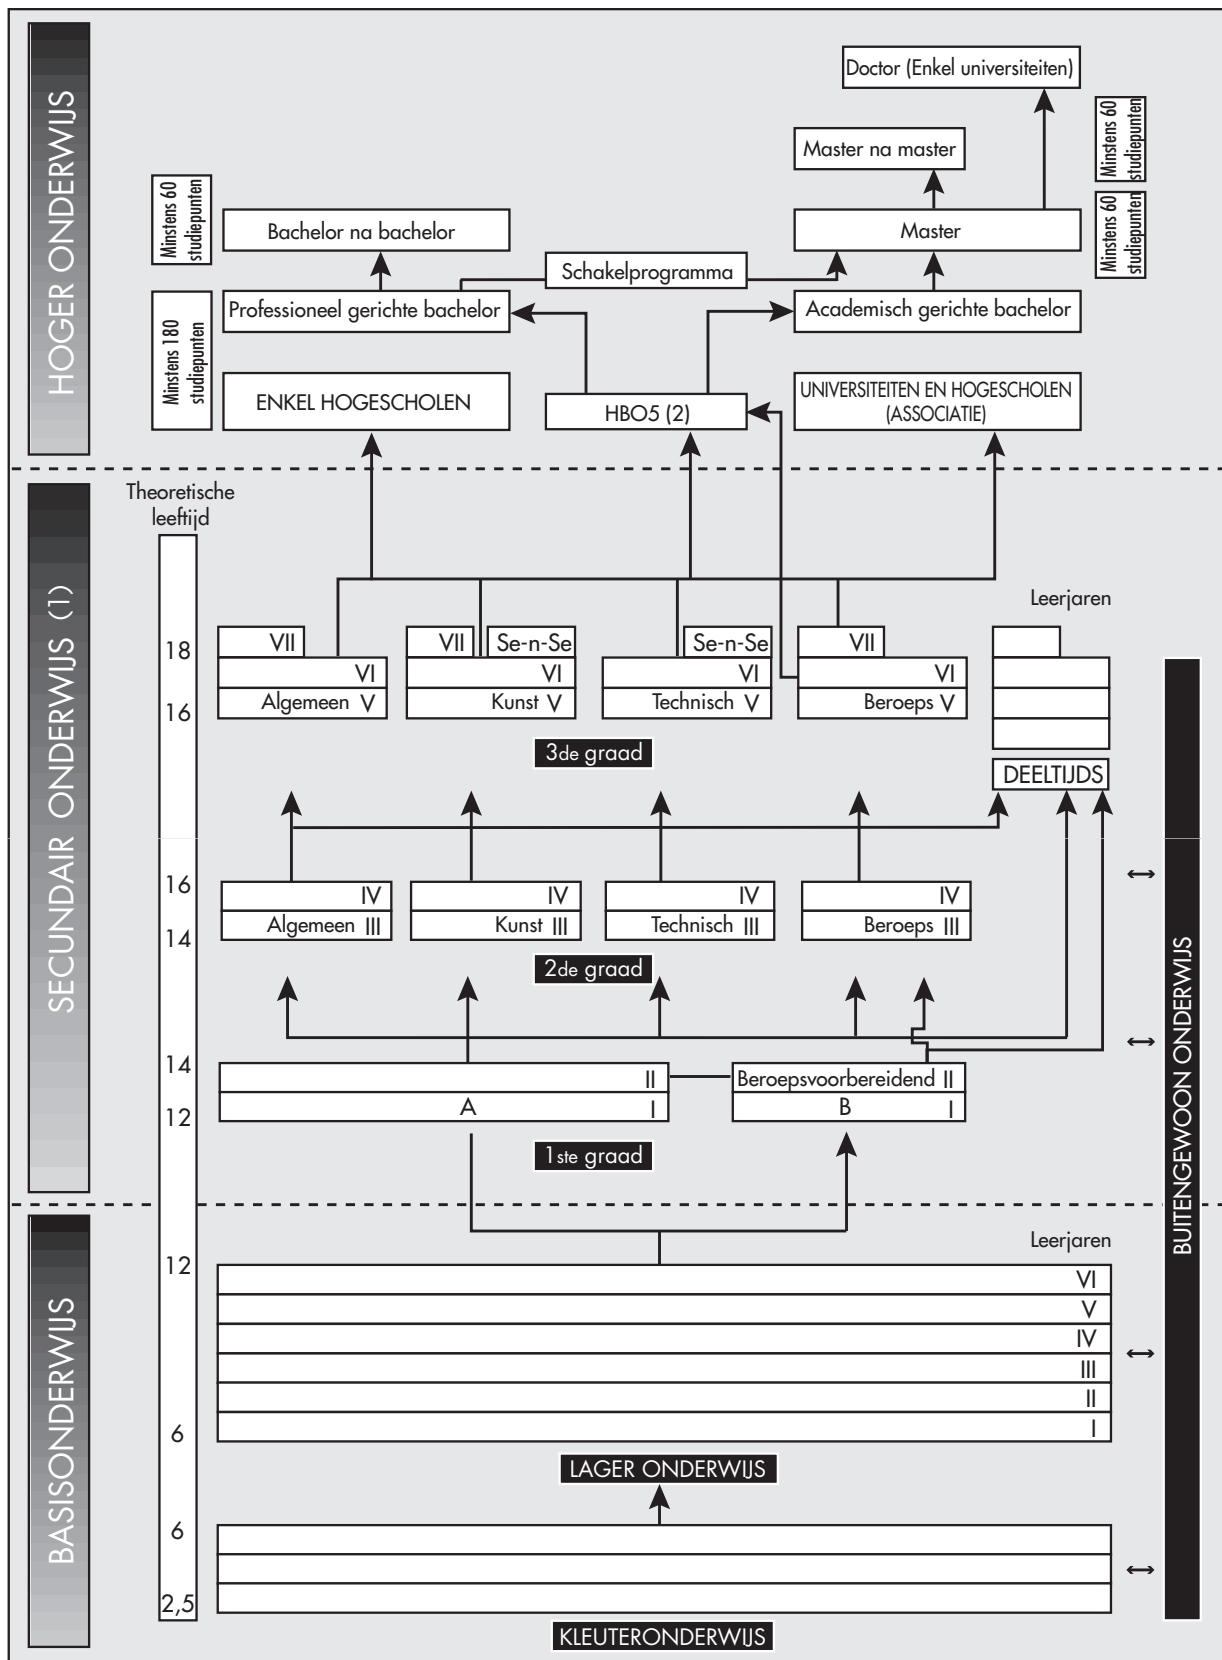 HOGER ONDERWIJS
Doctor (Enkel universiteiten)
Minstens 60
studiepunten
Master na master
Minstens 60
studiepunten
Bachelor na bachelor
Master
Minstens 60
studiepunten
Schakelprogramma
Minstens 180
studiepunten
Professioneel gerichte bachelor
Academisch gerichte bachelor
ENKEL HOGESCHOLEN
HBO5 (2)
UNIVERSITEITEN EN HOGESCHOLEN
(ASSOCIATIE)
SECUNDAIR ONDERWIJS (1)
Theoretische
leeftijd
Leerjaren
18
VII
VII
Se-n-Se
Se-n-Se
VII
VI
VI
VI
VI
16
Algemeen V
Kunst V
Technisch V
Beroeps V
3de graad
DEELTIJDS
16
IV
IV
IV
IV
14
Algemeen III
Kunst III
Technisch III
Beroeps III
2de graad
BUITENGEWOON ONDERWIJS
14
II
Beroepsvoorbereidend II
12
A I
B I
1ste graad
BASISONDERWIJS
Leerjaren
12
VI
V
IV
III
II
6
I
LAGER ONDERWIJS
6
2,5
KLEUTERONDERWIJS